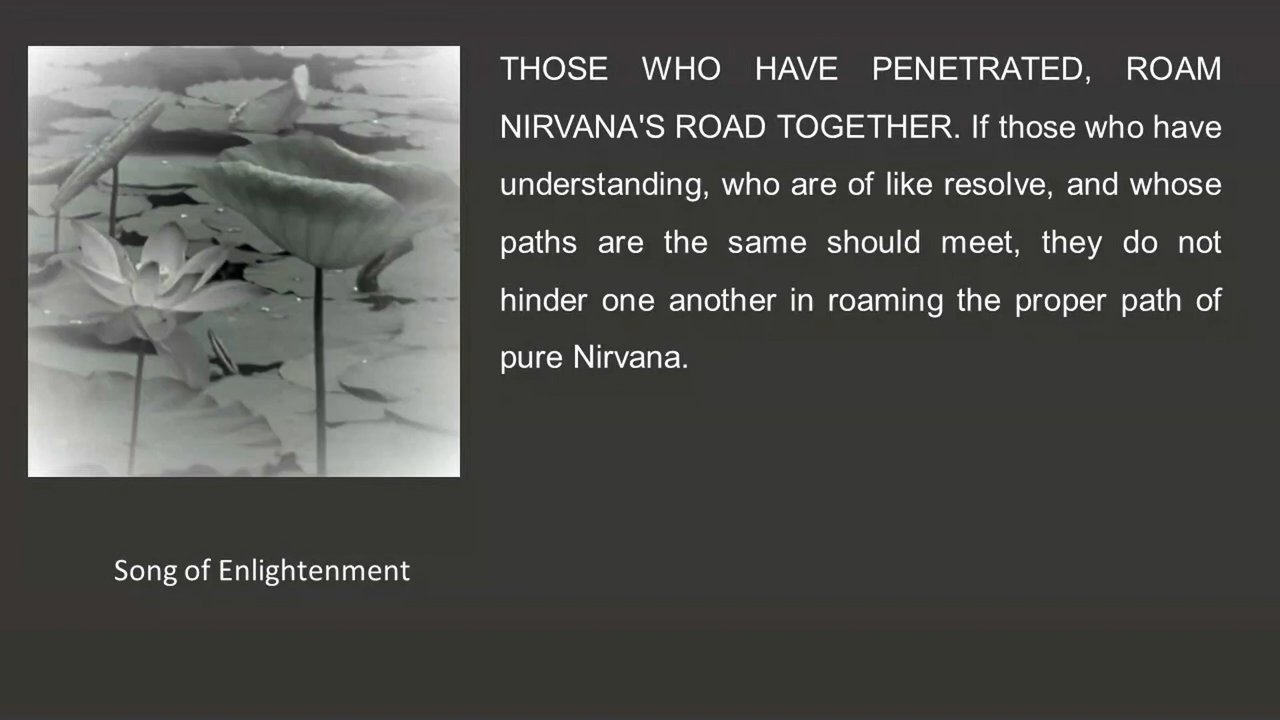 THOSE WHO HAVE PENETRATED, ROAM
NIRVANA'S ROAD TOGETHER. If those who have
understanding, who are of like resolve, and whose
paths are the same should meet, they do not
hinder one another in roaming the proper path of
pure Nirvana.
Song of Enlightenment